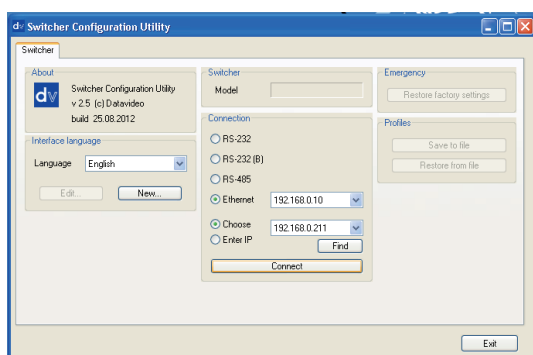 dv Switcher Configuration Utility
Switcher
About
dv
Switcher Configuration Utility
v 2.5 (c) Datavideo
build 25.08.2012
Interface language
Language English
Edit... New...
Switcher
Model
Connection
RS-232
RS-232 (B)
RS-485
Ethernet 192.168.0.10
Choose 192.168.0.211
Enter IP
Find
Connect
Emergency
Restore factory settings
Profiles
Save to file
Restore from file
Exit